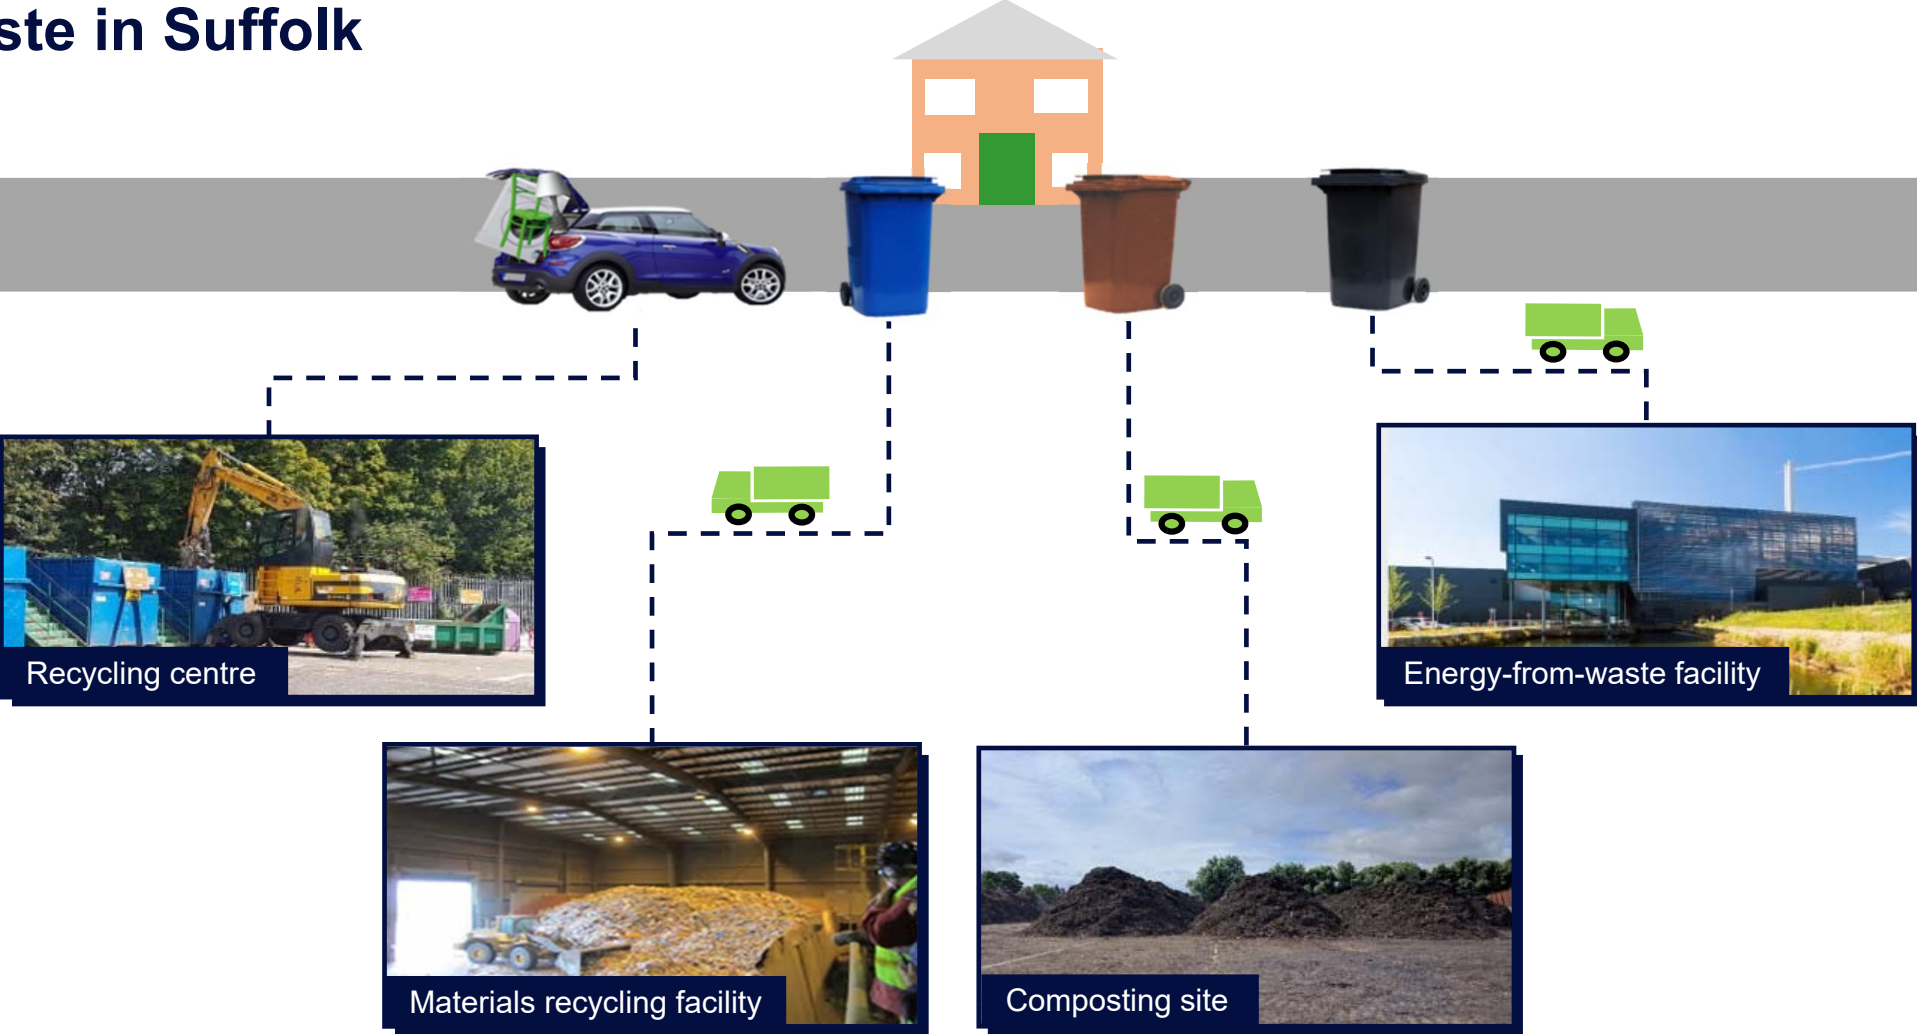 ste in Suffolk
Recycling centre
Energy-from-waste facility
Materials recycling facility
Composting site